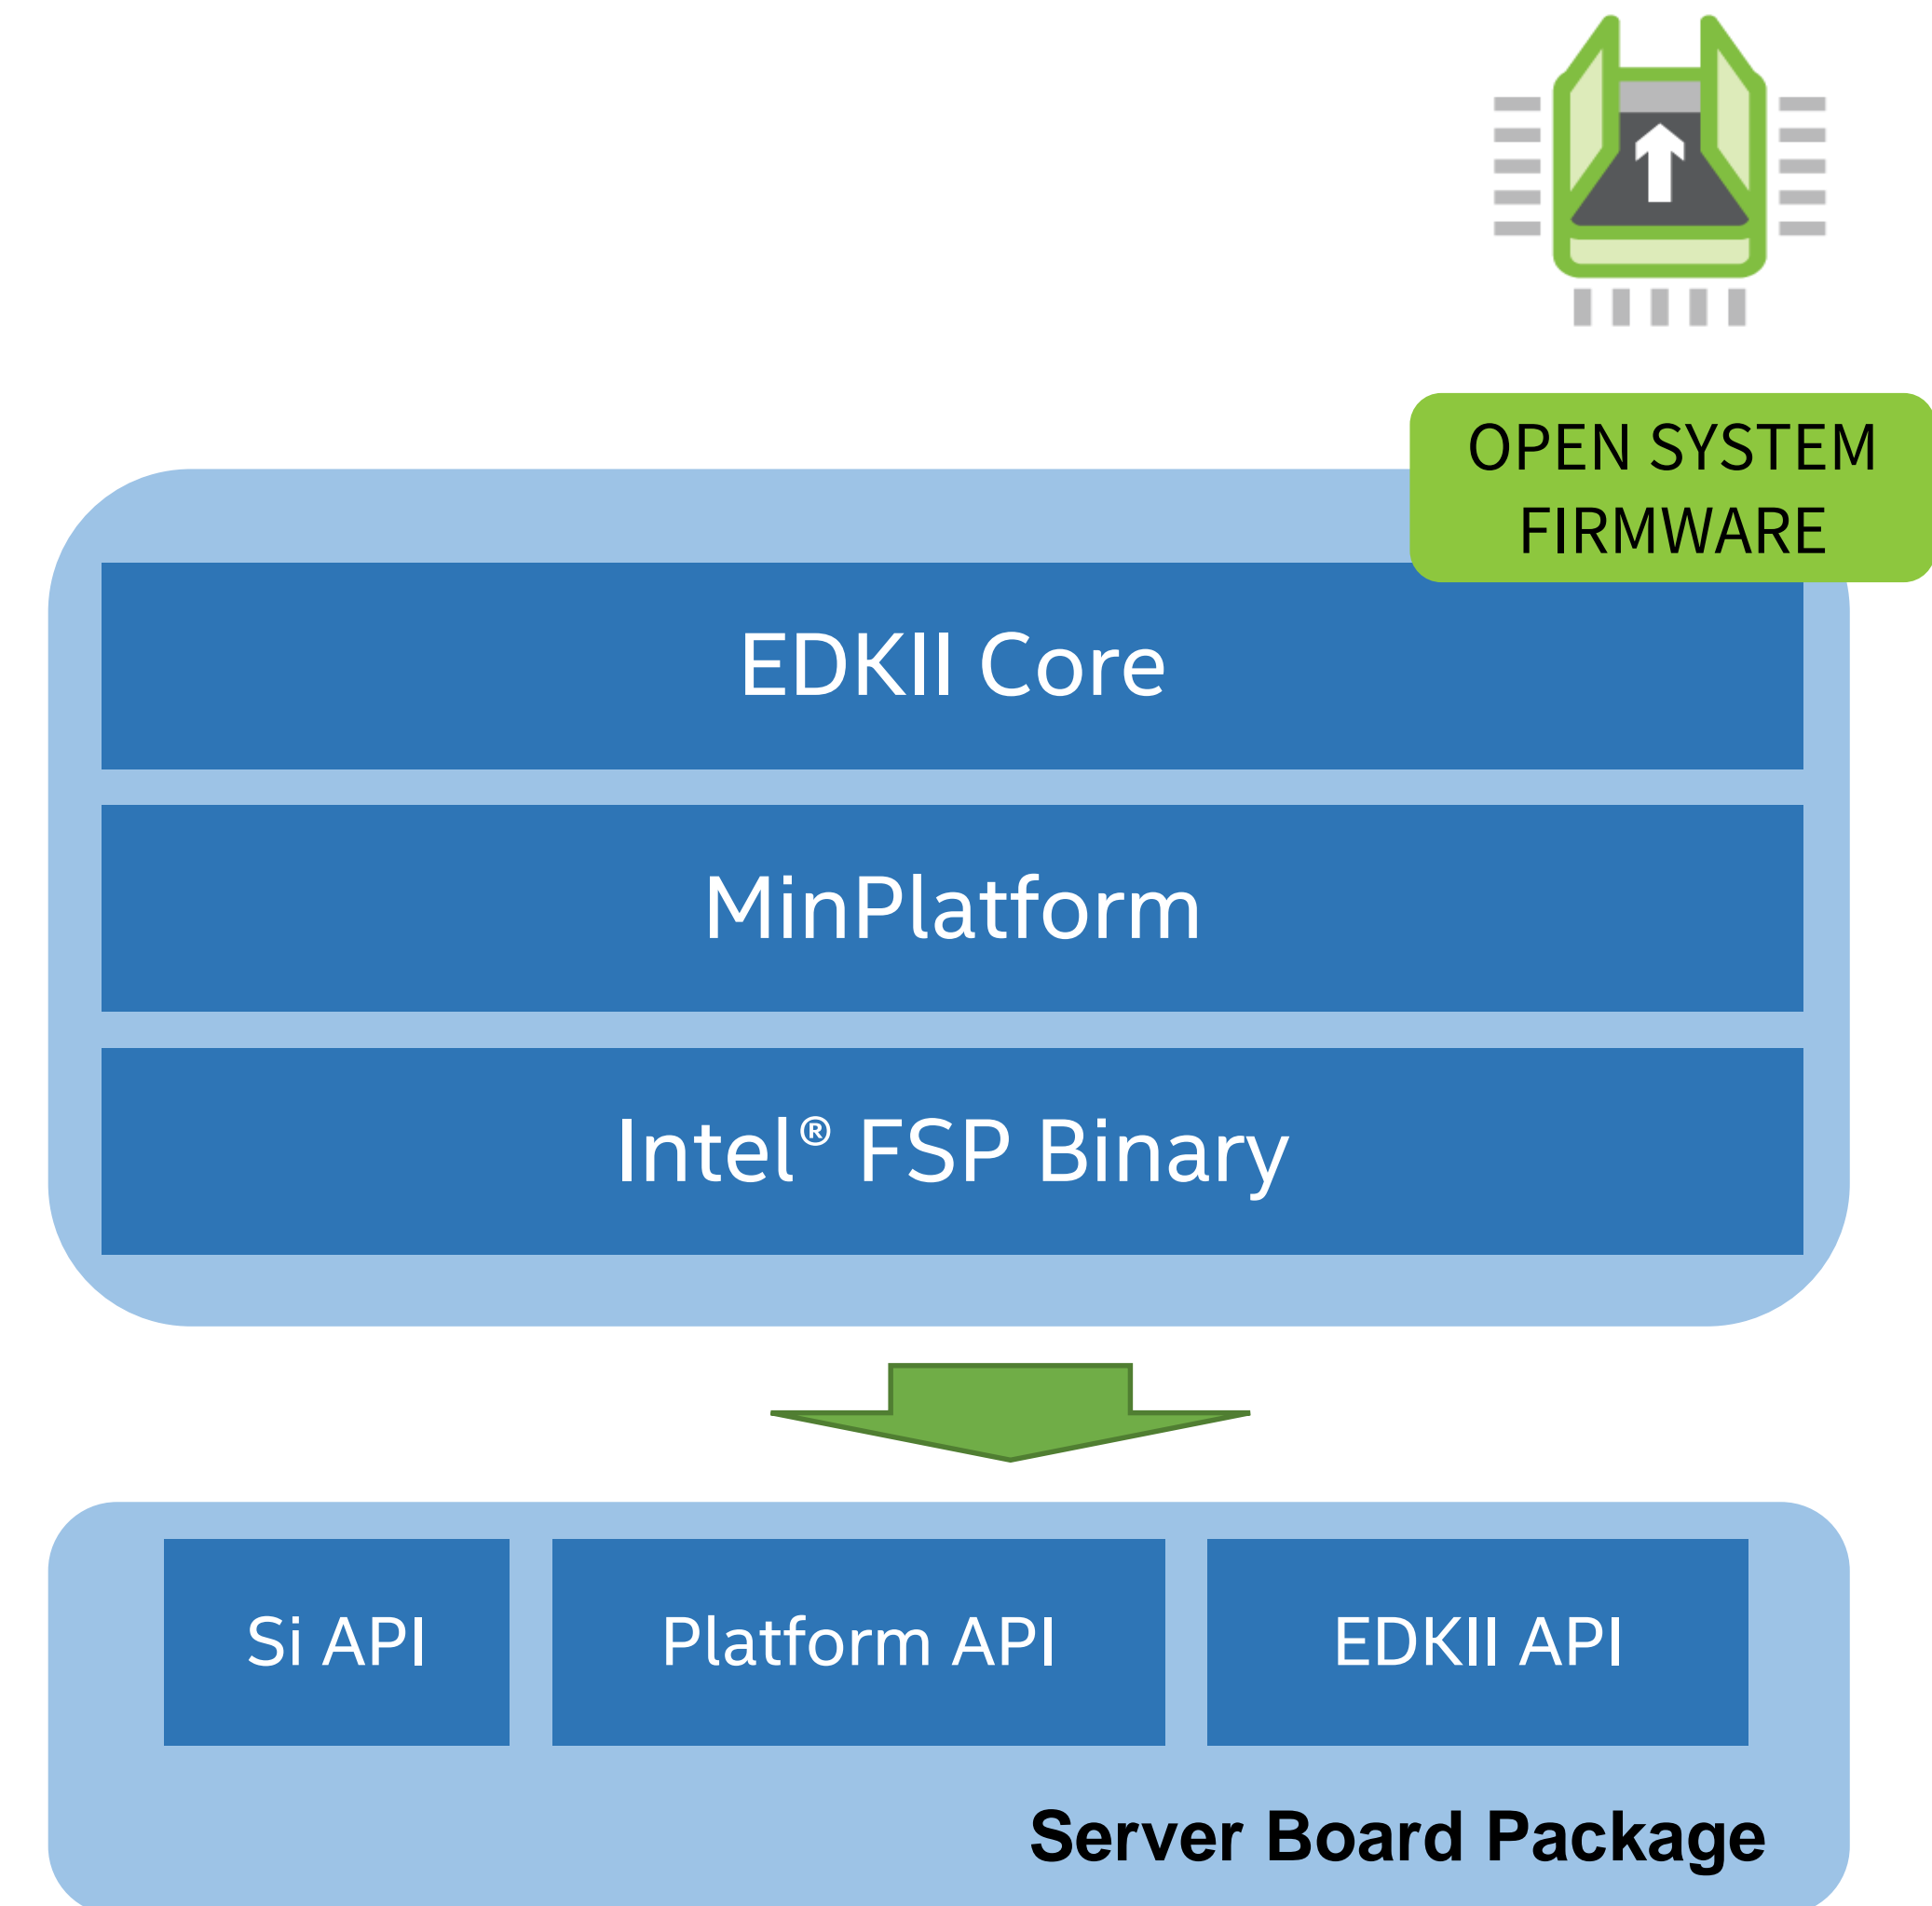 OPEN SYSTEM
FIRMWARE
EDKII Core
MinPlatform
Intel® FSP Binary
Si API
Platform API
EDKII API
Server Board Package